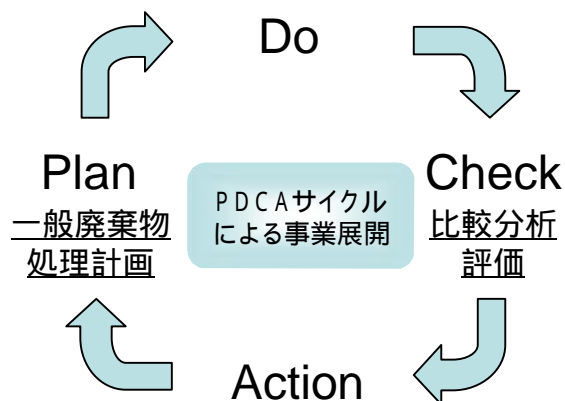 Do
Plan
一般廃棄物
処理計画
PDCAサイクル
による事業展開
Check
比較分析
評価
Action